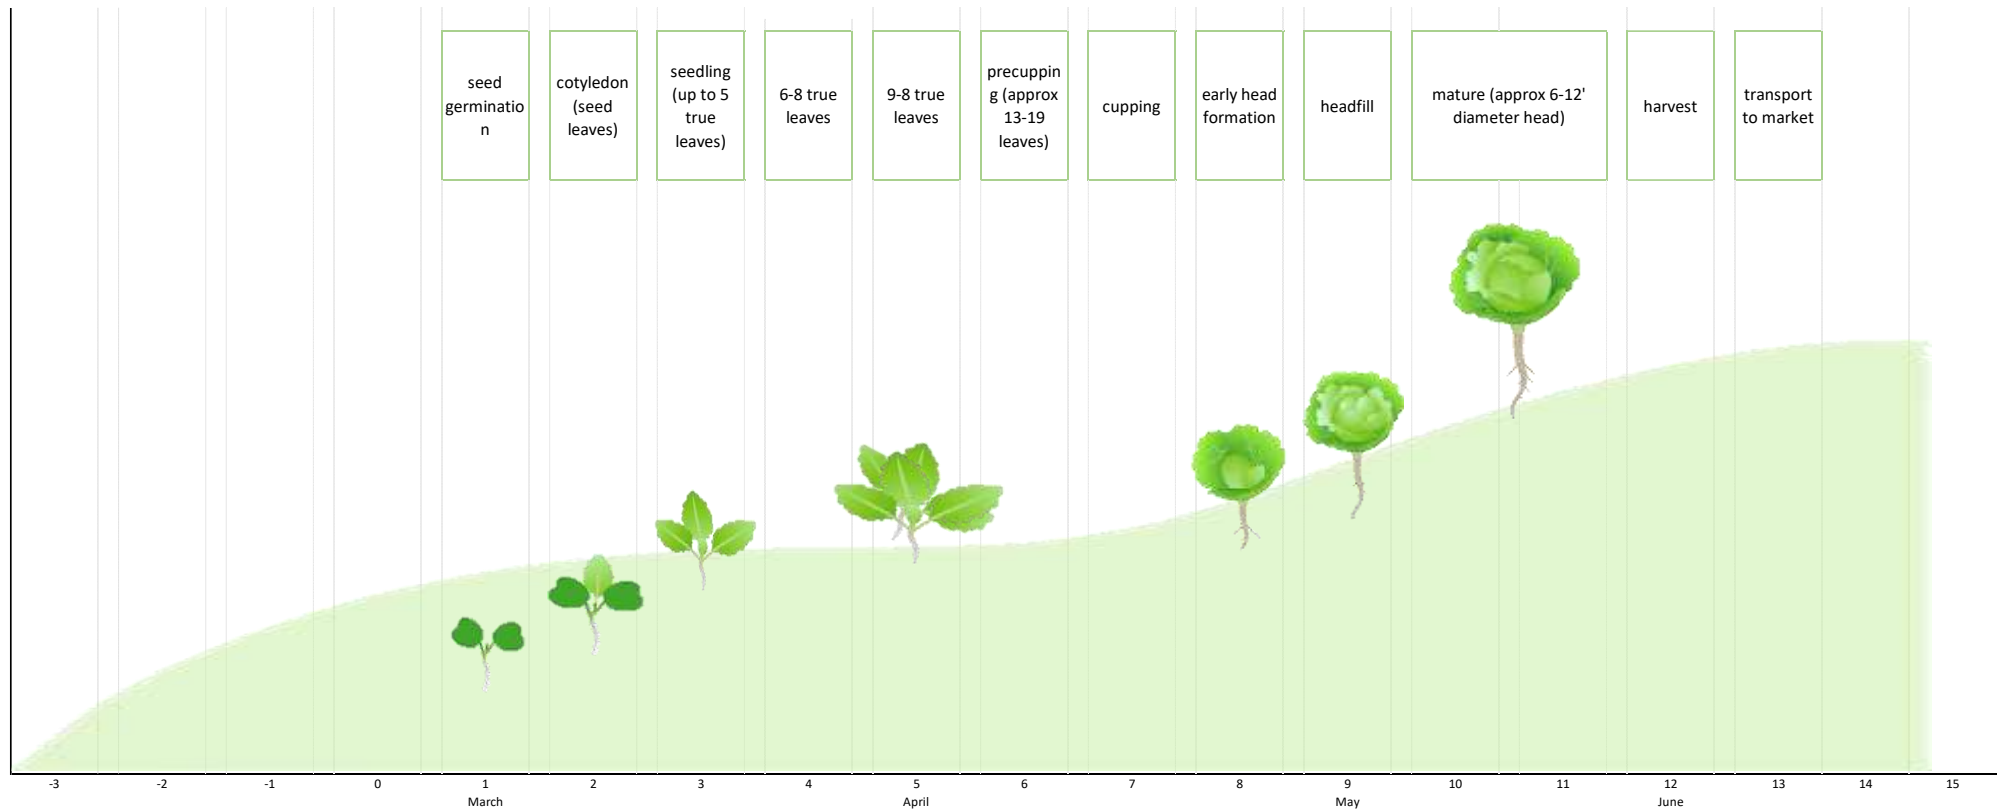 seed
germinatio
n
cotyledon
(seed
leaves)
seedling
(up to 5
true
leaves)
6-8 true
leaves
9-8 true
leaves
precuppin
g (approx
13-19
leaves)
cupping
early head
formation
headfill
mature (approx 6-12'
diameter head)
harvest
transport
to market
-3 -2 -1 0 1 2 3 4 5 6 7 8 9 10 11 12 13 14 15
March April May June